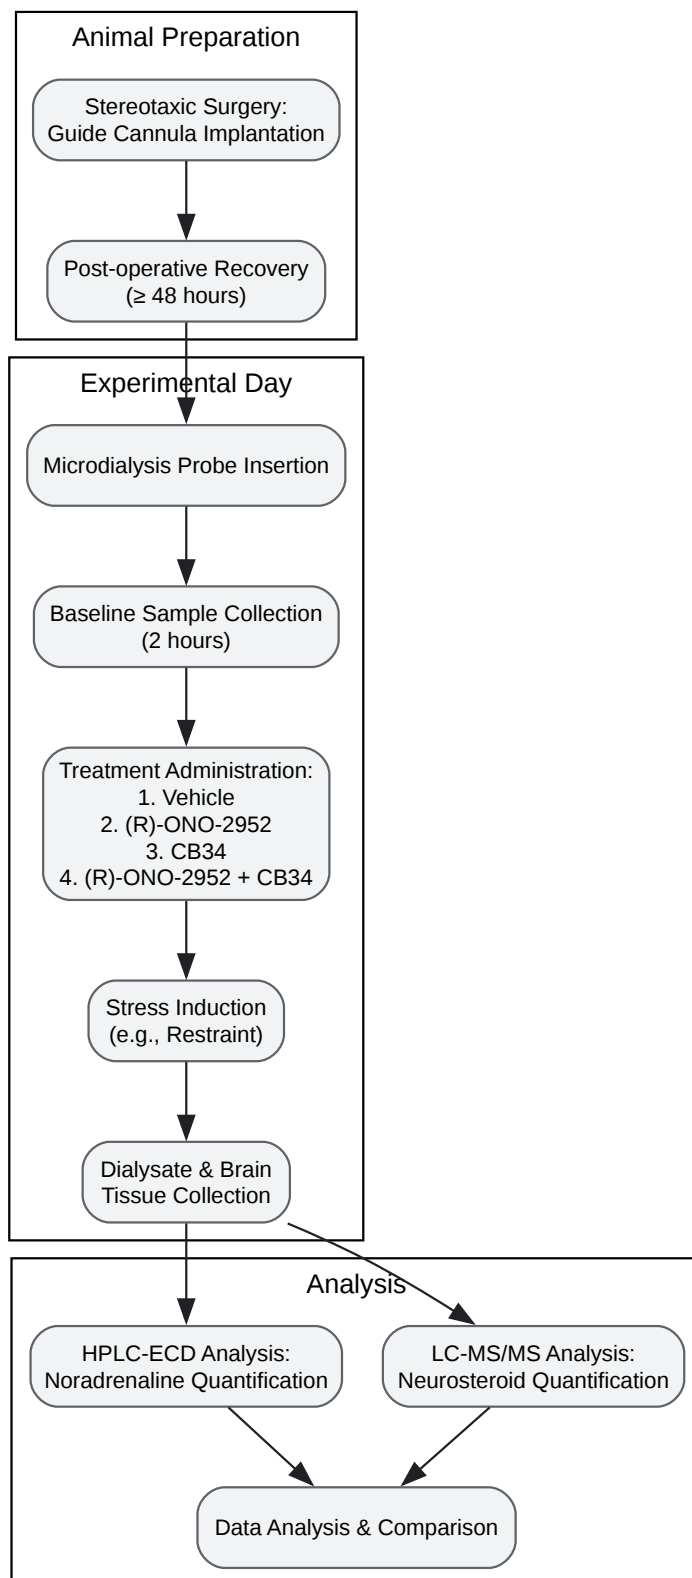 Animal Preparation
Stereotaxic Surgery:
Guide Cannula Implantation
Post-operative Recovery
(≥ 48 hours)
Experimental Day
Microdialysis Probe Insertion
Baseline Sample Collection
(2 hours)
Treatment Administration:
1. Vehicle
2. (R)-ONO-2952
3. CB34
4. (R)-ONO-2952 + CB34
Stress Induction
(e.g., Restraint)
Dialysate & Brain
Tissue Collection
Analysis
HPLC-ECD Analysis:
Noradrenaline Quantification
LC-MS/MS Analysis:
Neurosteroid Quantification
Data Analysis & Comparison